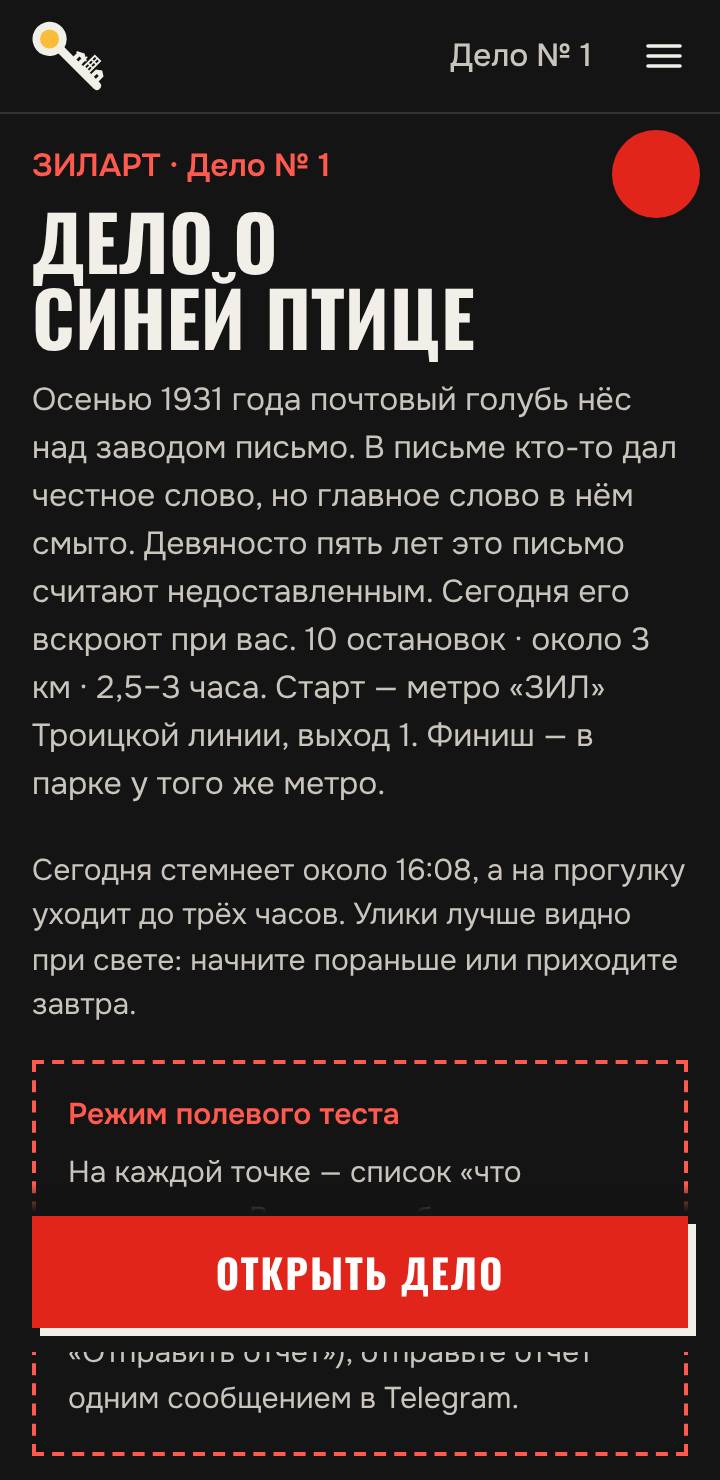 Дело № 1
ЗИЛАРТ · Дело № 1
ДЕЛО О
СИНЕЙ ПТИЦЕ
Осенью 1931 года почтовый голубь нёс
над заводом письмо. В письме кто-то дал
честное слово, но главное слово в нём
смыто. Девяносто пять лет это письмо
считают недоставленным. Сегодня его
вскроют при вас. 10 остановок · около 3
км · 2,5–3 часа. Старт — метро «ЗИЛ»
Троицкой линии, выход 1. Финиш — в
парке у того же метро.
Сегодня стемнеет около 16:08, а на прогулку
уходит до трёх часов. Улики лучше видно
при свете: начните пораньше или приходите
завтра.
Режим полевого теста
На каждой точке — список «что
ОТКРЫТЬ ДЕЛО
«Отправить отчёт»), отправьте отчёт
одним сообщением в Telegram.